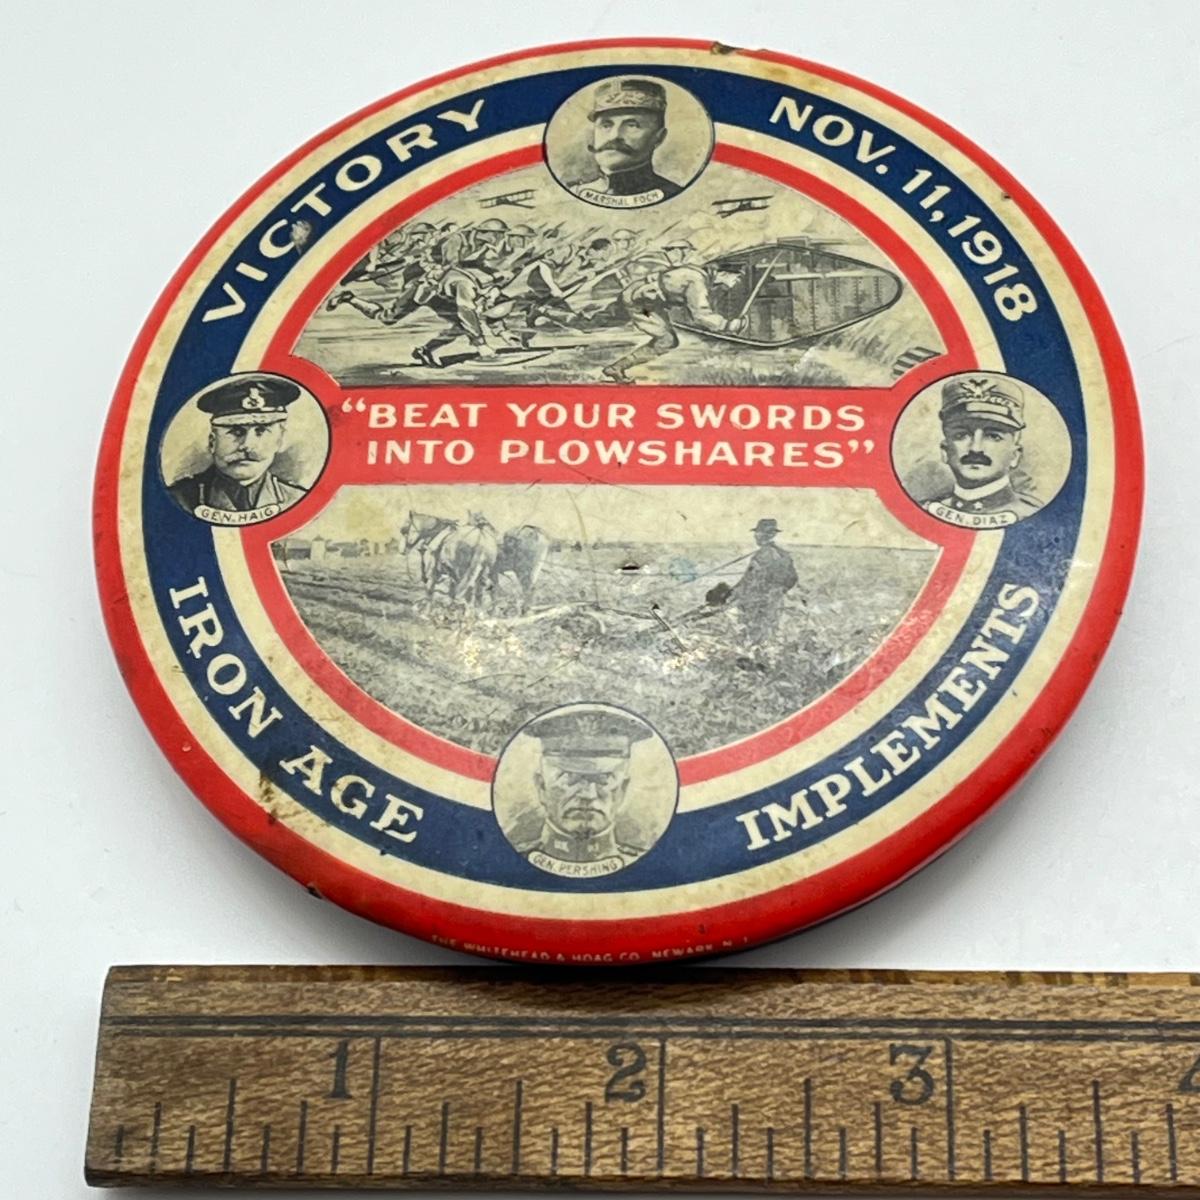 VICTORY
NOV. 11, 1918
MARSHAL FOCH
"BEAT YOUR SWORDS
INTO PLOWSHARES"
GEN. HAIG
GEN. DIAZ
IRON AGE
IMPLEMENTS
GEN. PERSHING
THE WHITEHEAD & HOAG CO. NEWARK, N.J.
1 2 3 4